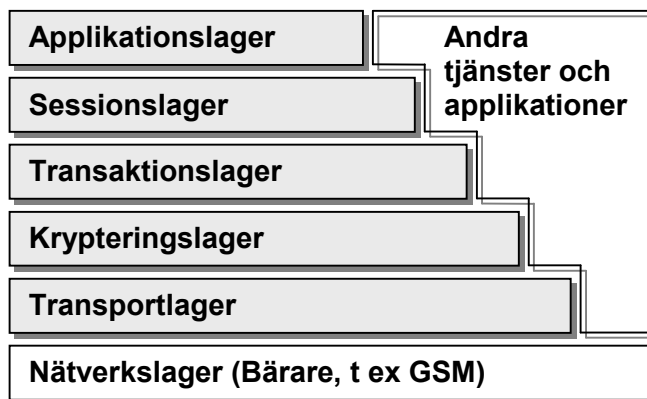 Applikationslager
Andra
tjänster och
applikationer
Sessionslager
Transaktionslager
Krypteringslager
Transportlager
Nätverkslager (Bärare, t ex GSM)